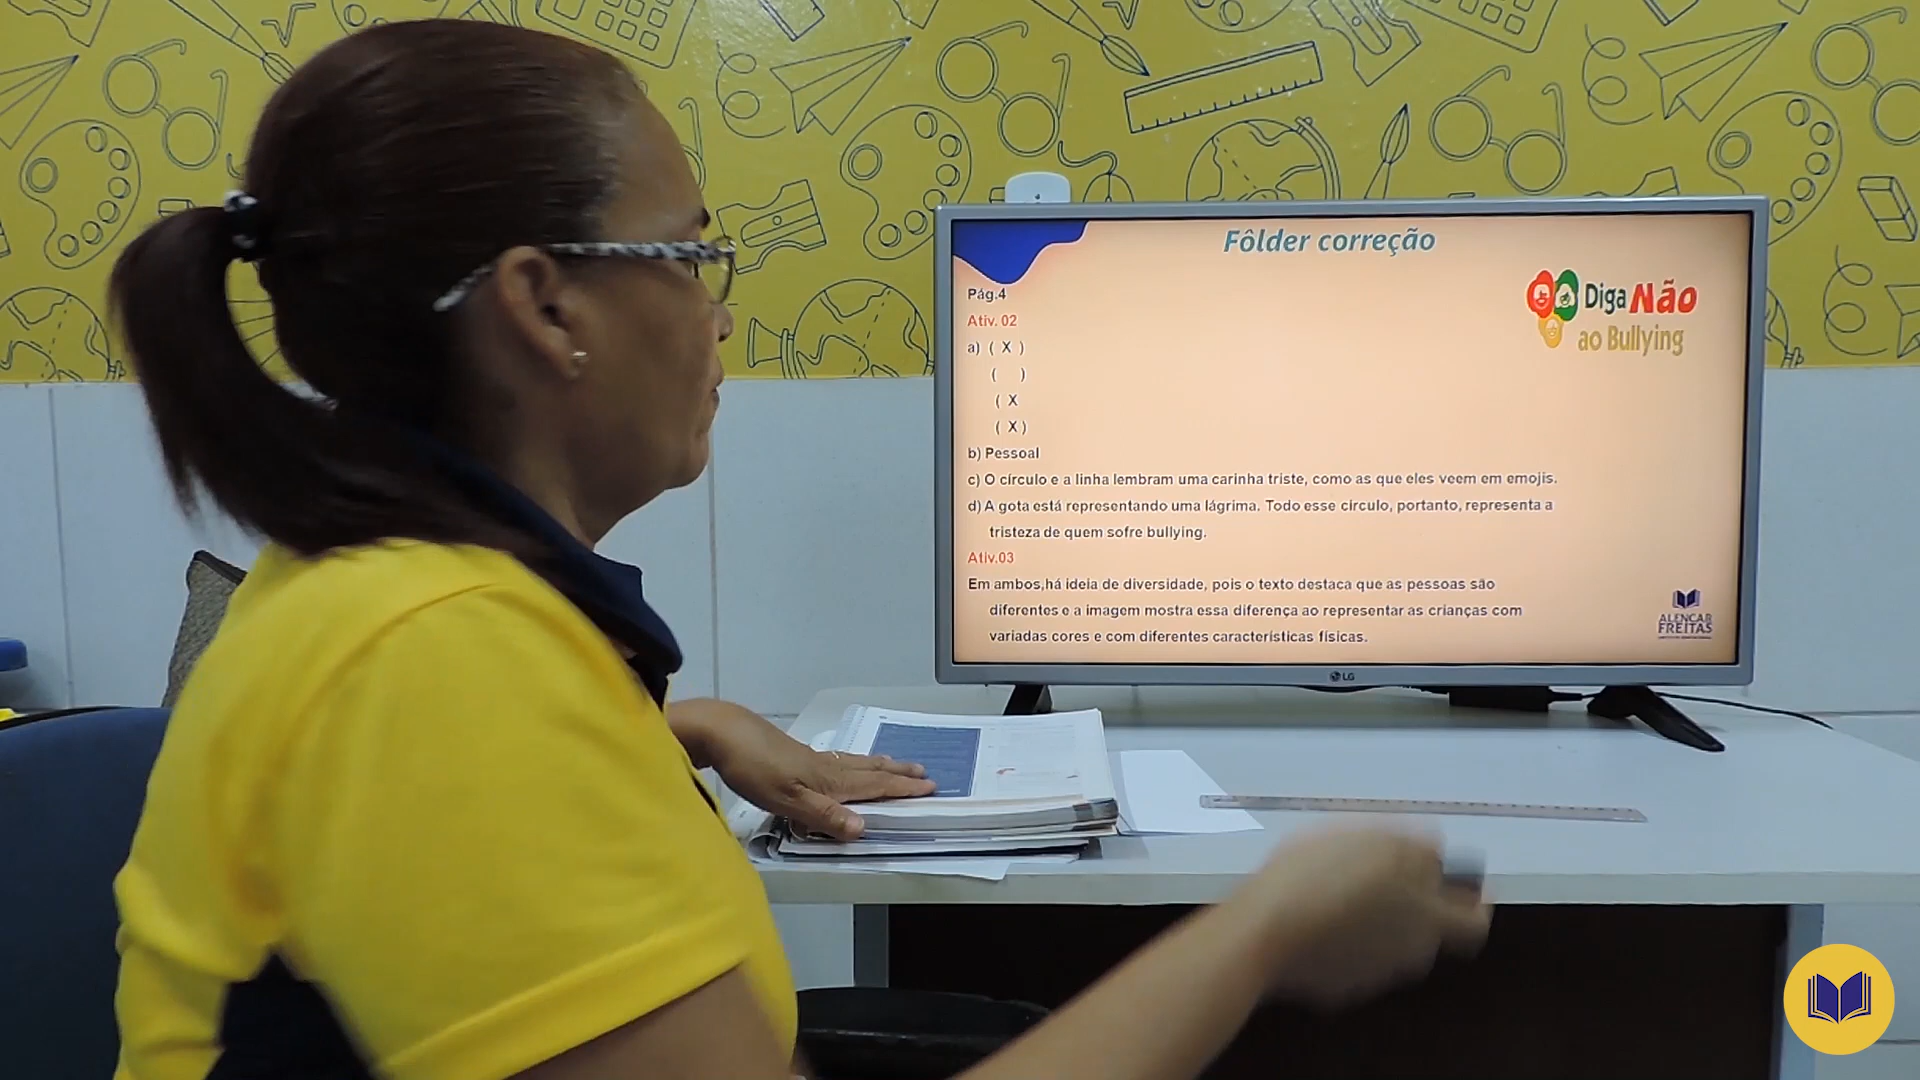 Fôlder correção
Diga Não
ao Bullying
Pág.4
Ativ. 02
a) ( X )
( )
( X
( X )
b) Pessoal
c) O círculo e a linha lembram uma carinha triste, como as que eles veem em emojis.
d) A gota está representando uma lágrima. Todo esse círculo, portanto, representa a
tristeza de quem sofre bullying.
Ativ.03
Em ambos,há ideia de diversidade, pois o texto destaca que as pessoas são
diferentes e a imagem mostra essa diferença ao representar as crianças com
variadas cores e com diferentes características físicas.
ALENCAR
FREITAS
LG